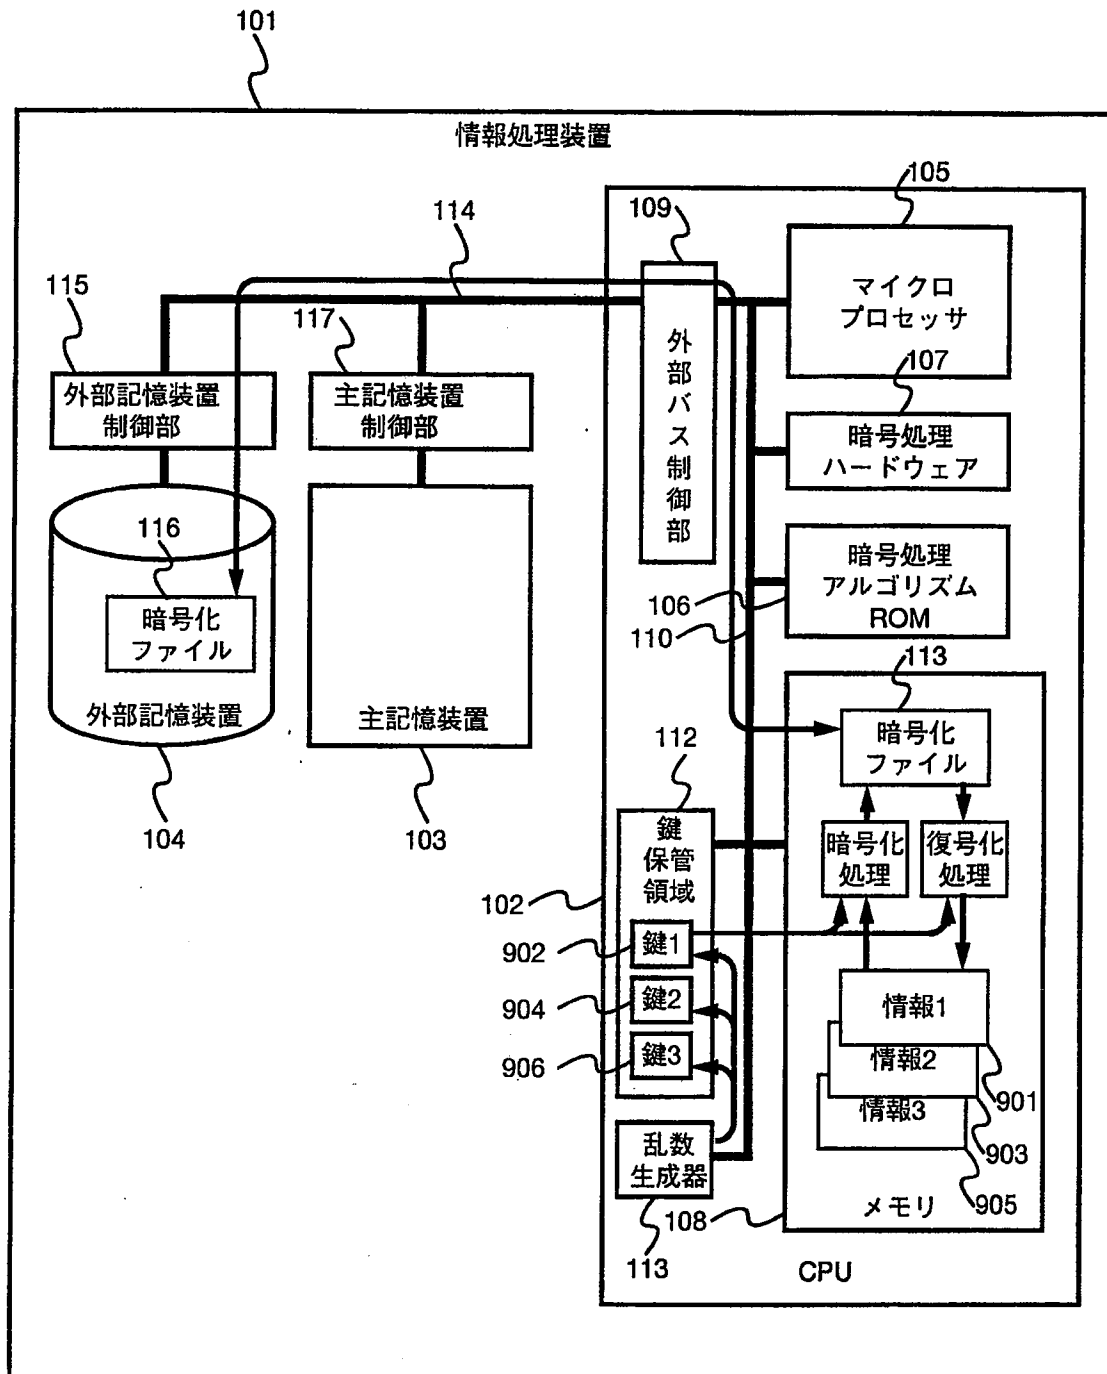 101
情報処理装置
105
109
114
マイクロ
プロセッサ
115
117
107
外部記憶装置
制御部
主記憶装置
制御部
外部バス制御部
暗号処理
ハードウェア
116
暗号化
ファイル
暗号処理
アルゴリズム
ROM
106
110
113
外部記憶装置
主記憶装置
暗号化
ファイル
112
104
103
鍵
保管
領域
暗号化
処理
復号化
処理
102
902
鍵1
904
鍵2
906
鍵3
情報1
情報2
情報3
901
903
905
乱数
生成器
メモリ
108
113
CPU